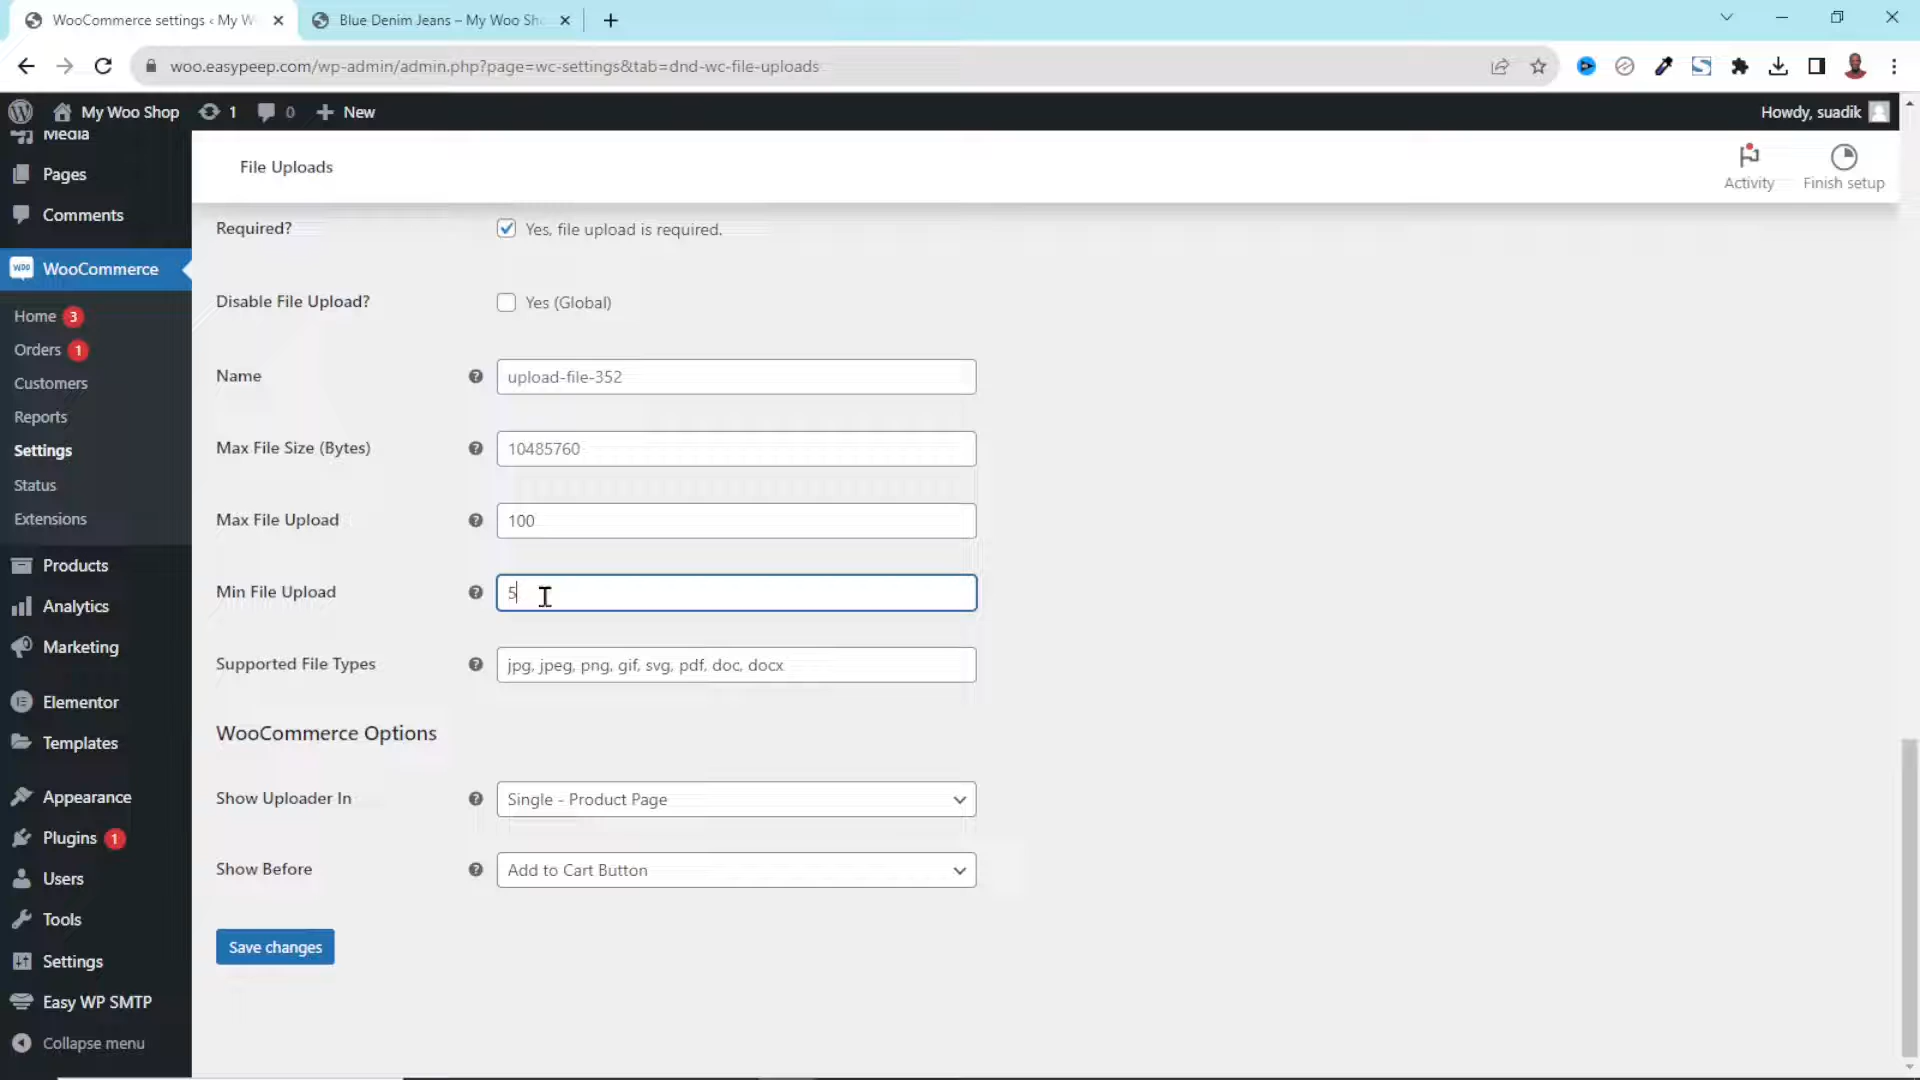 WooCommerce settings ‹ My W
Blue Denim Jeans – My Woo Sh
woo.easypeep.com/wp-admin/admin.php?page=wc-settings&tab=dnd-wc-file-uploads
My Woo Shop
1
0
New
Howdy, suadik
Media
Pages
Comments
WOO
WooCommerce
Home 3
Orders 1
Customers
Reports
Settings
Status
Extensions
Products
Analytics
Marketing
Elementor
Templates
Appearance
Plugins 1
Users
Tools
Settings
Easy WP SMTP
Collapse menu
File Uploads
Activity
Finish setup
Required?
Yes, file upload is required.
Disable File Upload?
Yes (Global)
Name
upload-file-352
Max File Size (Bytes)
10485760
Max File Upload
100
Min File Upload
5
Supported File Types
jpg, jpeg, png, gif, svg, pdf, doc, docx
WooCommerce Options
Show Uploader In
Single - Product Page
Show Before
Add to Cart Button
Save changes